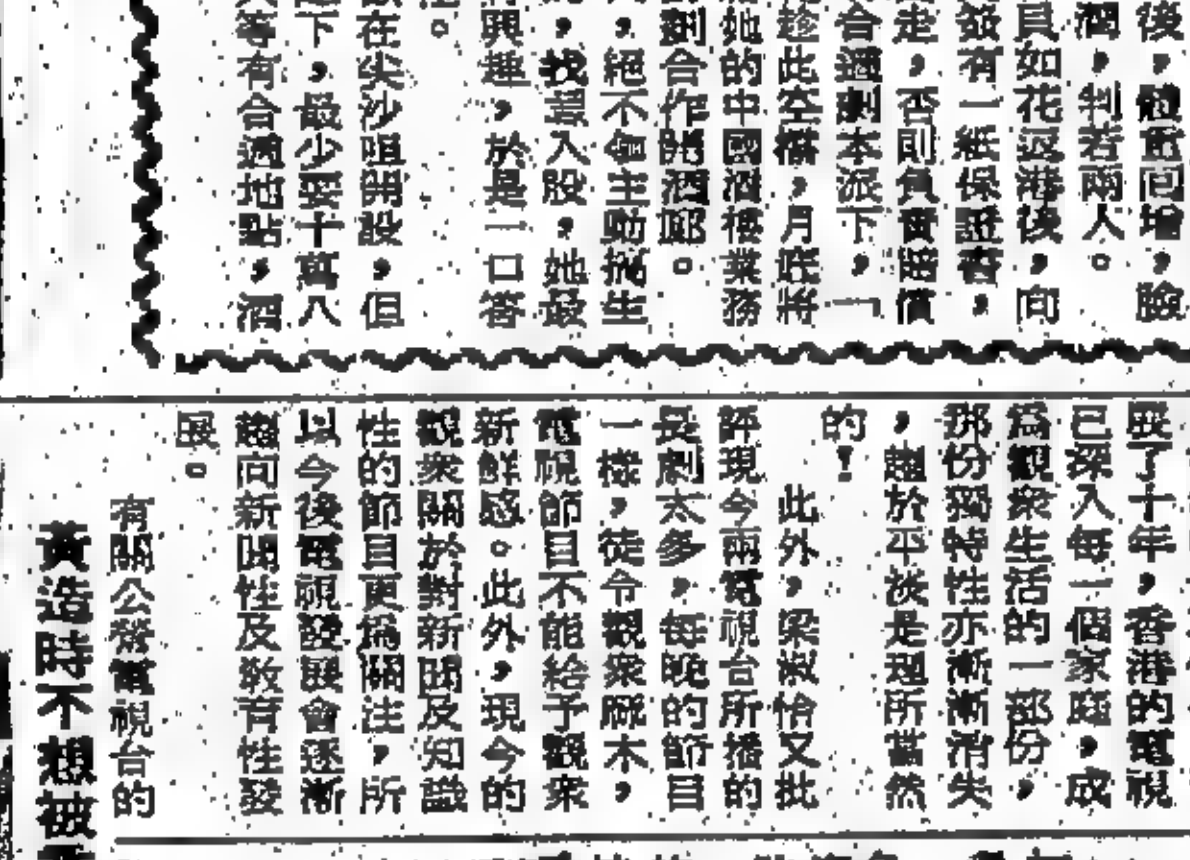 後，體重回增，臉
潤，判若兩人。
員如花返港後，向
並有一紙保證書，
走，否則負責賠償
合適劇本派下，一
趁此空檔，月底將
她的中國酒樓業務
劃合作開酒廊。
，絕不會主動搞生
，找葛入股，她最
興趣，於是一口答
。
在尖沙咀開設，但
下，最少要十萬八
等有合適地點，酒
展了十年，香港的電視
已深入每一個家庭，成
為觀衆生活的一部份，
那份獨特性亦漸漸消失
，趨於平淡是理所當然
的！
此外，梁淑怡又批
評現今兩電視台所播的
是劇太多，每晚的節目
一樣，徒令觀衆麻木，
電視節目不能給予觀衆
新鮮感。此外，現今的
觀衆關於對新聞及知識
性的節目更為關注，所
以今後電視發展會逐漸
趨向新聞性及教育性發
展。
有關公營電視台的
黃造時不想被